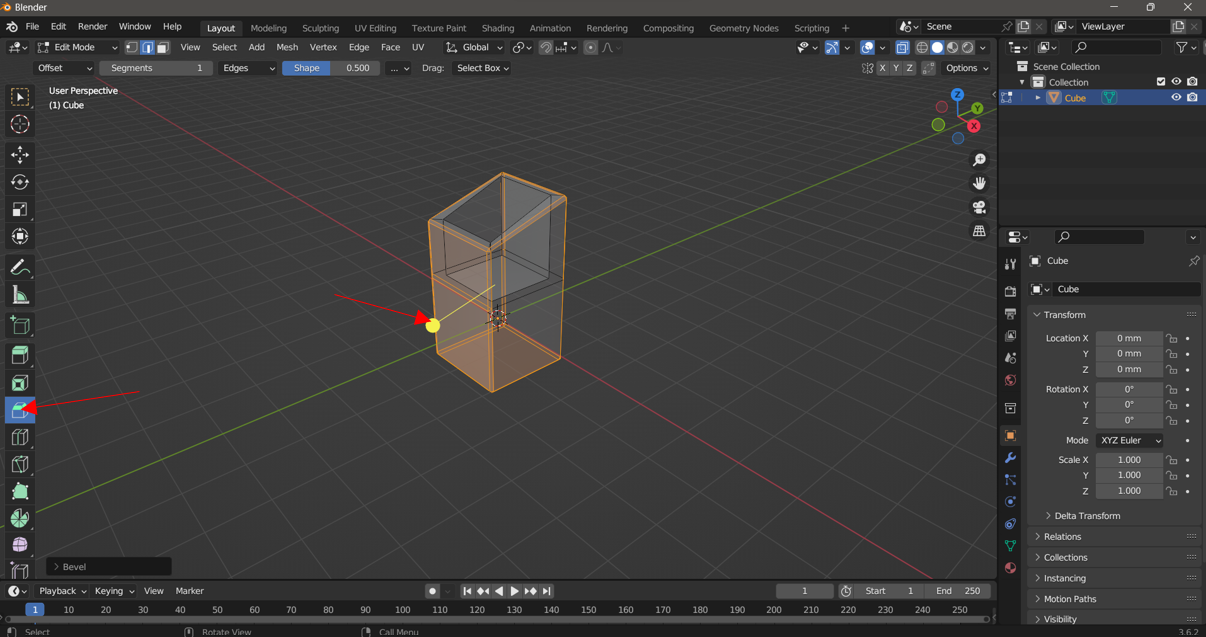 Blender
File Edit Render Window Help Layout Modeling Sculpting UV Editing Texture Paint Shading Animation Rendering Compositing Geometry Nodes Scripting + Scene ViewLayer
Edit Mode View Select Add Mesh Vertex Edge Face UV Global
Offset Segments 1 Edges Shape 0.500 ... Drag: Select Box X Y Z Options
User Perspective
(1) Cube
Z
Y
X
Scene Collection
Collection
Cube
Cube
Cube
Transform
Location X 0 mm
Y 0 mm
Z 0 mm
Rotation X 0°
Y 0°
Z 0°
Mode XYZ Euler
Scale X 1.000
Y 1.000
Z 1.000
Delta Transform
Relations
Collections
Instancing
Motion Paths
Visibility
Bevel
Playback Keying View Marker 1 Start 1 End 250
1 10 20 30 40 50 60 70 80 90 100 110 120 130 140 150 160 170 180 190 200 210 220 230 240 250
Select Rotate View Call Menu 3.6.2